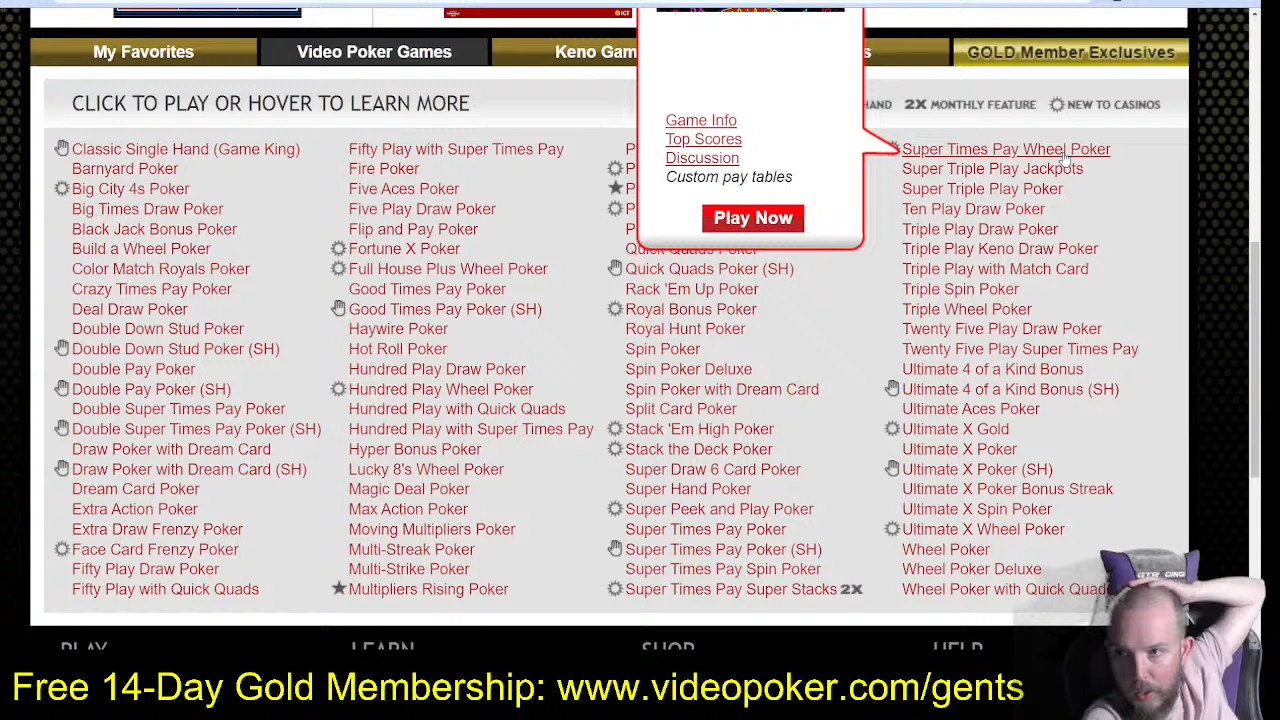 IGT
My Favorites
Video Poker Games
Keno Gam
s
GOLD Member Exclusives
CLICK TO PLAY OR HOVER TO LEARN MORE
HAND
2X MONTHLY FEATURE
NEW TO CASINOS
Classic Single Hand (Game King)
Barnyard Poker
Big City 4s Poker
Big Times Draw Poker
Black Jack Bonus Poker
Build a Wheel Poker
Color Match Royals Poker
Crazy Times Pay Poker
Deal Draw Poker
Double Down Stud Poker
Double Down Stud Poker (SH)
Double Pay Poker
Double Pay Poker (SH)
Double Super Times Pay Poker
Double Super Times Pay Poker (SH)
Draw Poker with Dream Card
Draw Poker with Dream Card (SH)
Dream Card Poker
Extra Action Poker
Extra Draw Frenzy Poker
Face Card Frenzy Poker
Fifty Play Draw Poker
Fifty Play with Quick Quads
Fifty Play with Super Times Pay
Fire Poker
Five Aces Poker
Five Play Draw Poker
Flip and Pay Poker
Fortune X Poker
Full House Plus Wheel Poker
Good Times Pay Poker
Good Times Pay Poker (SH)
Haywire Poker
Hot Roll Poker
Hundred Play Draw Poker
Hundred Play Wheel Poker
Hundred Play with Quick Quads
Hundred Play with Super Times Pay
Hyper Bonus Poker
Lucky 8's Wheel Poker
Magic Deal Poker
Max Action Poker
Moving Multipliers Poker
Multi-Streak Poker
Multi-Strike Poker
Multipliers Rising Poker
P
P
P
P
P
Quick Quads Poker
Quick Quads Poker (SH)
Rack 'Em Up Poker
Royal Bonus Poker
Royal Hunt Poker
Spin Poker
Spin Poker Deluxe
Spin Poker with Dream Card
Split Card Poker
Stack 'Em High Poker
Stack the Deck Poker
Super Draw 6 Card Poker
Super Hand Poker
Super Peek and Play Poker
Super Times Pay Poker
Super Times Pay Poker (SH)
Super Times Pay Spin Poker
Super Times Pay Super Stacks 2X
Game Info
Top Scores
Discussion
Custom pay tables
Play Now
Super Times Pay Wheel Poker
Super Triple Play Jackpots
Super Triple Play Poker
Ten Play Draw Poker
Triple Play Draw Poker
Triple Play Keno Draw Poker
Triple Play with Match Card
Triple Spin Poker
Triple Wheel Poker
Twenty Five Play Draw Poker
Twenty Five Play Super Times Pay
Ultimate 4 of a Kind Bonus
Ultimate 4 of a Kind Bonus (SH)
Ultimate Aces Poker
Ultimate X Gold
Ultimate X Poker
Ultimate X Poker (SH)
Ultimate X Poker Bonus Streak
Ultimate X Spin Poker
Ultimate X Wheel Poker
Wheel Poker
Wheel Poker Deluxe
Wheel Poker with Quick Quad
PLAY
LEARN
SHOP
HELP
GTRACING
Free 14-Day Gold Membership: www.videopoker.com/gents